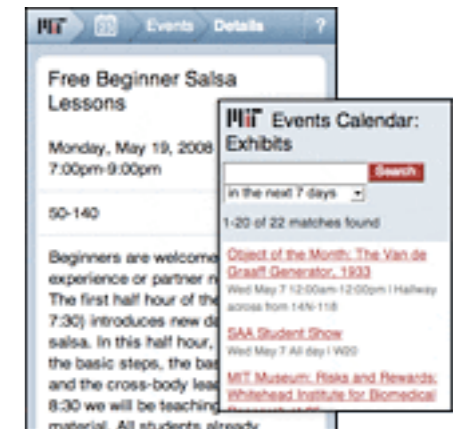 MIT 31 Events Details ?
Free Beginner Salsa
Lessons
Monday, May 19, 2008
7:00pm-9:00pm
50-140
Beginners are welcome
experience or partner n
The first half hour of the
7:30) introduces new da
salsa. In this half hour,
the basic steps, the bas
and the cross-body lea
8:30 we will be teaching
material. All students already
MIT Events Calendar:
Exhibits
Search
in the next 7 days
1-20 of 22 matches found
Object of the Month: The Van de
Graaff Generator, 1933
Wed May 7 12:00am-12:00pm | Hallway
across from 14N-118
SAA Student Show
Wed May 7 All day | W20
MIT Museum: Risks and Rewards:
Whitehead Institute for Biomedical